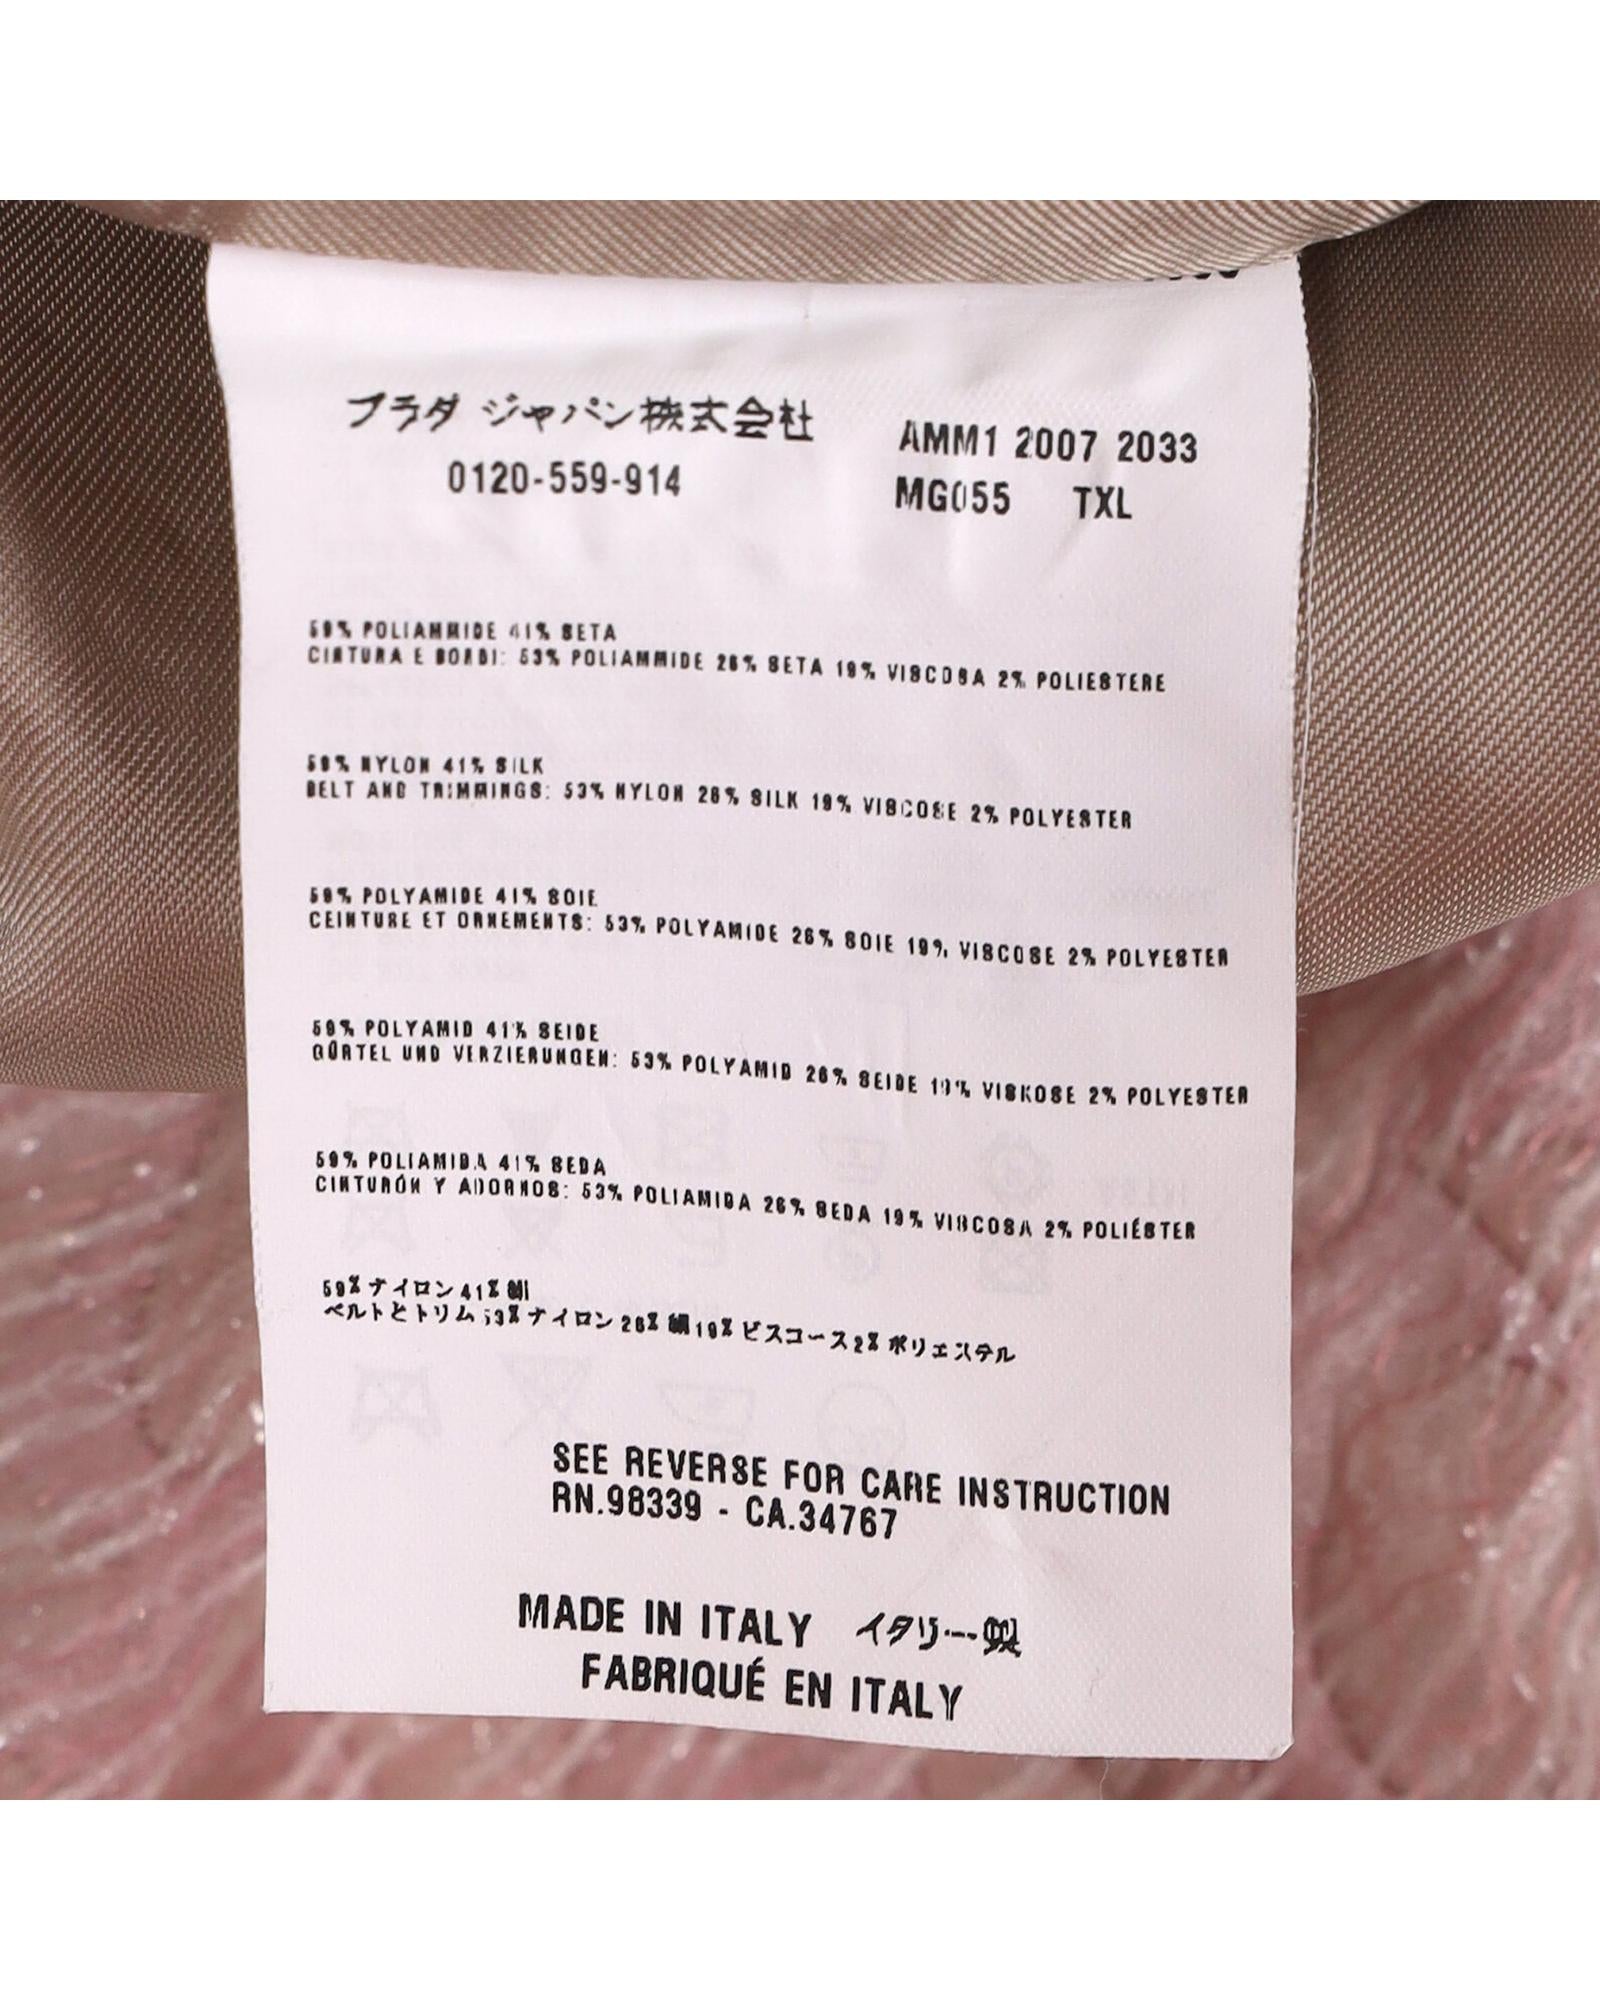 プラダ ジャパン株式会社
0120-559-914
AMM1 2007 2033
MG055 TXL
59% POLIAMMIDE 41% SETA
CINTURA E BORDI: 53% POLIAMMIDE 26% SETA 19% VISCOSA 2% POLIESTERE
59% NYLON 41% SILK
BELT AND TRIMMINGS: 53% NYLON 26% SILK 19% VISCOSE 2% POLYESTER
59% POLYAMIDE 41% SOIE
CEINTURE ET ORNEMENTS: 53% POLYAMIDE 26% SOIE 19% VISCOSE 2% POLYESTER
59% POLYAMID 41% SEIDE
GÜRTEL UND VERZIERUNGEN: 53% POLYAMID 26% SEIDE 19% VISKOSE 2% POLYESTER
59% POLIAMIDA 41% SEDA
CINTURÓN Y ADORNOS: 53% POLIAMIDA 26% SEDA 19% VISCOSA 2% POLIÉSTER
59% ナイロン 41% 絹
ベルトとトリム 53% ナイロン 26% 絹 19% ビスコース 2% ポリエステル
SEE REVERSE FOR CARE INSTRUCTION
RN.98339 - CA.34767
MADE IN ITALY イタリー製
FABRIQUÉ EN ITALY